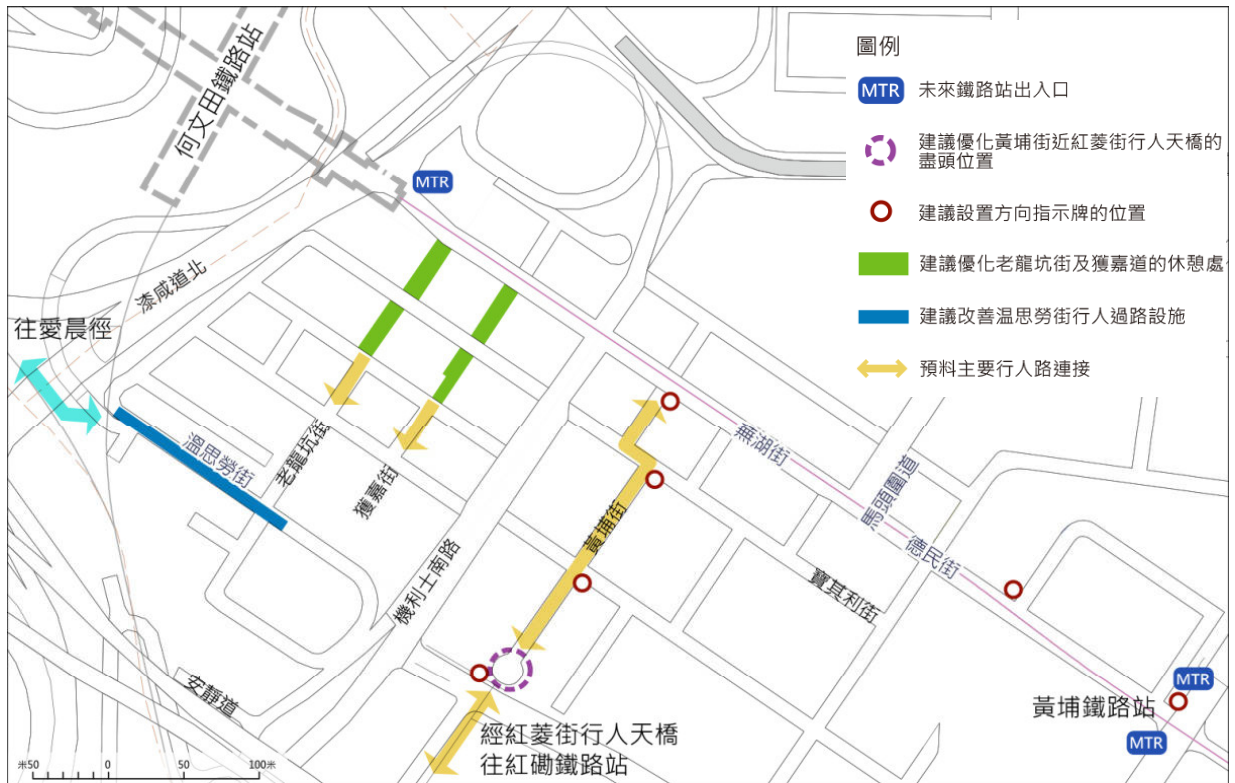 何文田鐵路站
MTR
漆咸道北
往愛晨徑
溫思勞街
老龍坑街
獲嘉街
機利士南路
黃埔街
蕪湖街
馬頭圍道
德民街
寶其利街
安靜道
經紅菱街行人天橋
往紅磡鐵路站
黃埔鐵路站
MTR
MTR
米50 0 50 100米
圖例
MTR 未來鐵路站出入口
建議優化黃埔街近紅菱街行人天橋的
盡頭位置
建議設置方向指示牌的位置
建議優化老龍坑街及獲嘉道的休憩處
建議改善溫思勞街行人過路設施
預料主要行人路連接